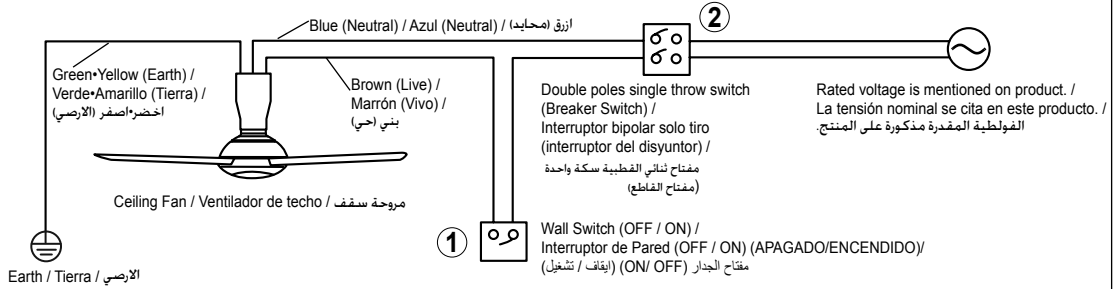 Blue (Neutral) / Azul (Neutral) / ازرق (محايد)
2
Green•Yellow (Earth) /
Verde•Amarillo (Tierra) /
اخضر•اصفر (الارضي)
Brown (Live) /
Marrón (Vivo) /
بني (حي)
Double poles single throw switch
(Breaker Switch) /
Interruptor bipolar solo tiro
(interruptor del disyuntor) /
مفتاح ثنائي القطبية سكة واحدة
(مفتاح القاطع)
Rated voltage is mentioned on product. /
La tensión nominal se cita en este producto. /
الفولطية المقدرة مذكورة على المنتج.
Ceiling Fan / Ventilador de techo / مروحة سقف
1
Wall Switch (OFF / ON) /
Interruptor de Pared (OFF / ON) (APAGADO/ENCENDIDO)/
مفتاح الجدار (ON/ OFF) (ايقاف / تشغيل)
Earth / Tierra / الارضي